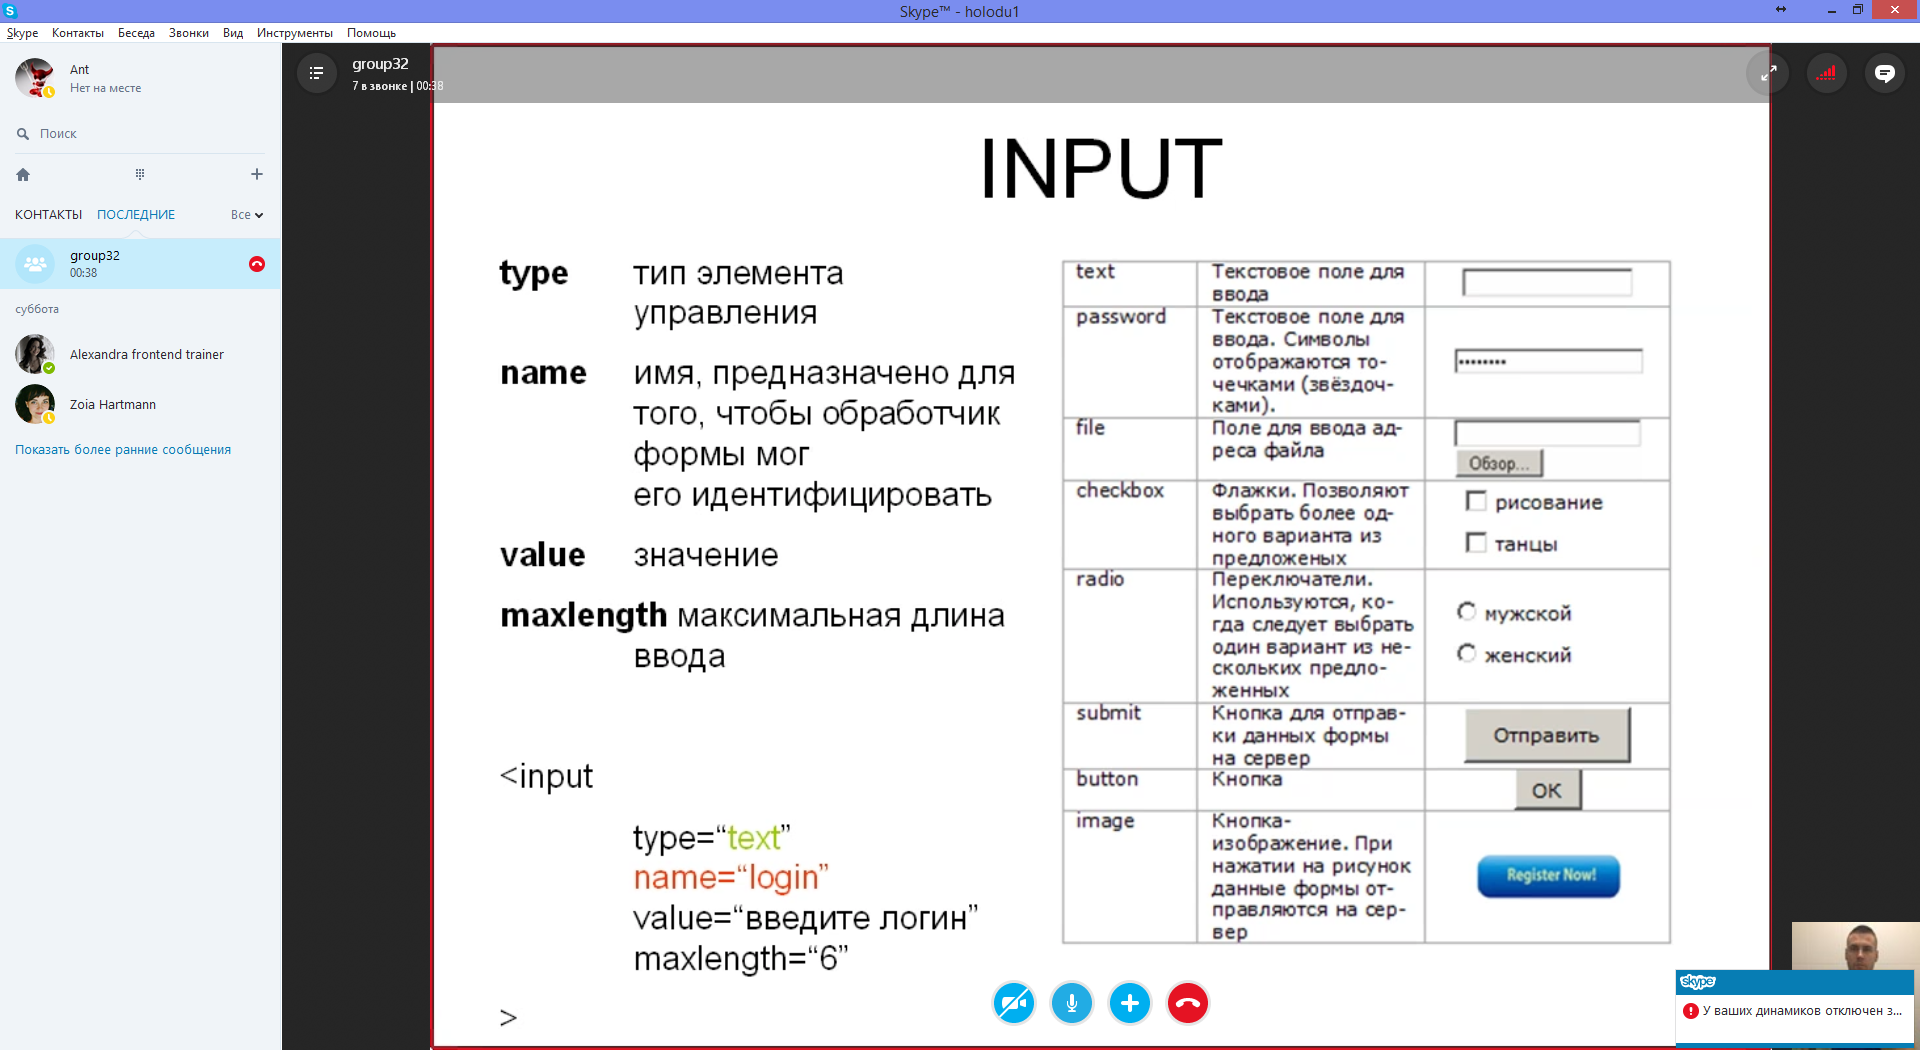 Skype™ - holodu1
Skype Контакты Беседа Звонки Вид Инструменты Помощь
Ant
Нет на месте
Поиск
КОНТАКТЫ ПОСЛЕДНИЕ Все
group32
00:38
суббота
Alexandra frontend trainer
Zoia Hartmann
Показать более ранние сообщения
group32
7 в звонке | 00:38
INPUT
type тип элемента
управления
name имя, предназначено для
того, чтобы обработчик
формы мог
его идентифицировать
value значение
maxlength максимальная длина
ввода
<input
type=“text”
name=“login”
value=“введите логин”
maxlength=“6”
>
text
Текстовое поле для
ввода
password
Текстовое поле для
ввода. Символы
отображаются то-
чечками (звёздоч-
ками).
file
Поле для ввода ад-
реса файла
Обзор...
checkbox
Флажки. Позволяют
выбрать более од-
ного варианта из
предложеных
рисование
танцы
radio
Переключатели.
Используются, ко-
гда следует выбрать
один вариант из не-
скольких предло-
женных
мужской
женский
submit
Кнопка для отправ-
ки данных формы
на сервер
Отправить
button
Кнопка
ОК
image
Кнопка-
изображение. При
нажатии на рисунок
данные формы от-
правляются на сер-
вер
Register Now!
skype
У ваших динамиков отключен з...